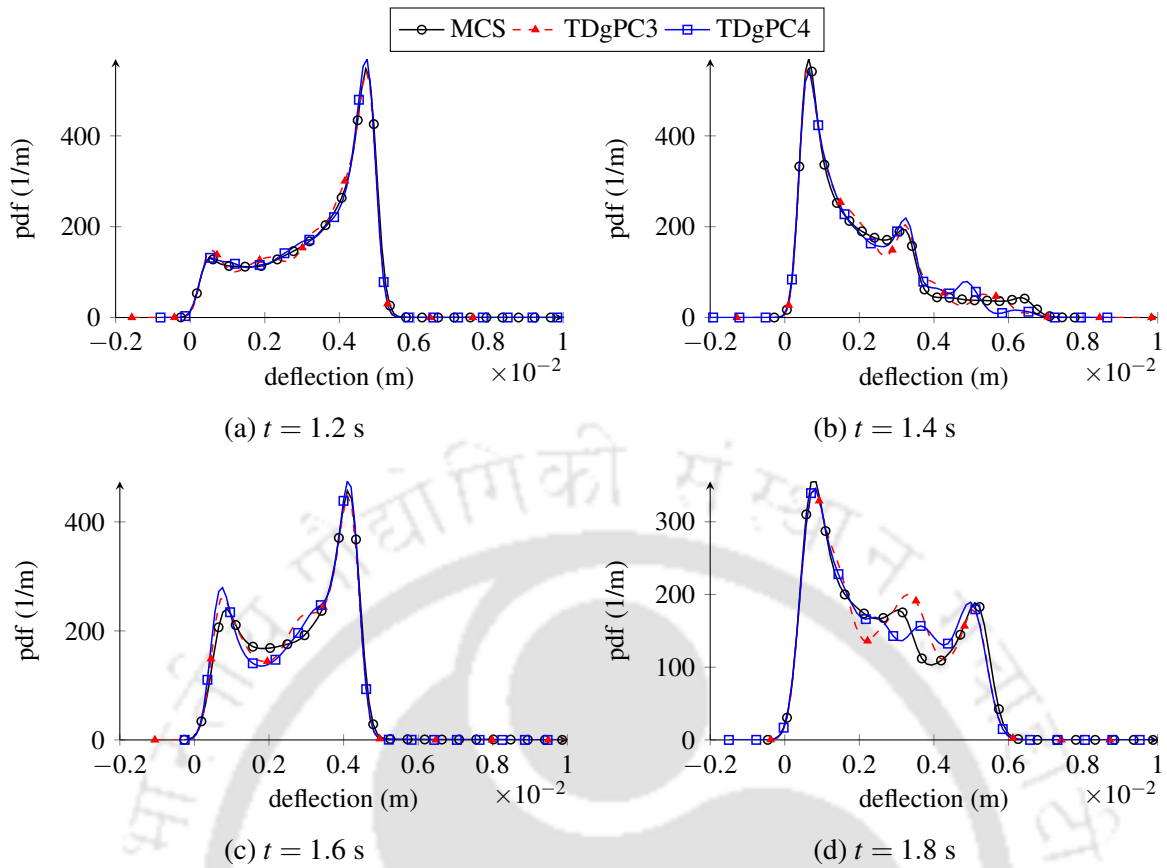 MCS TDgPC3 TDgPC4
pdf (1/m)
400
200
0
−0.2 0 0.2 0.4 0.6 0.8 1
×10−2
deflection (m)
(a) t = 1.2 s
pdf (1/m)
400
200
0
−0.2 0 0.2 0.4 0.6 0.8 1
×10−2
deflection (m)
(b) t = 1.4 s
pdf (1/m)
400
200
0
−0.2 0 0.2 0.4 0.6 0.8 1
×10−2
deflection (m)
(c) t = 1.6 s
pdf (1/m)
300
200
100
0
−0.2 0 0.2 0.4 0.6 0.8 1
×10−2
deflection (m)
(d) t = 1.8 s